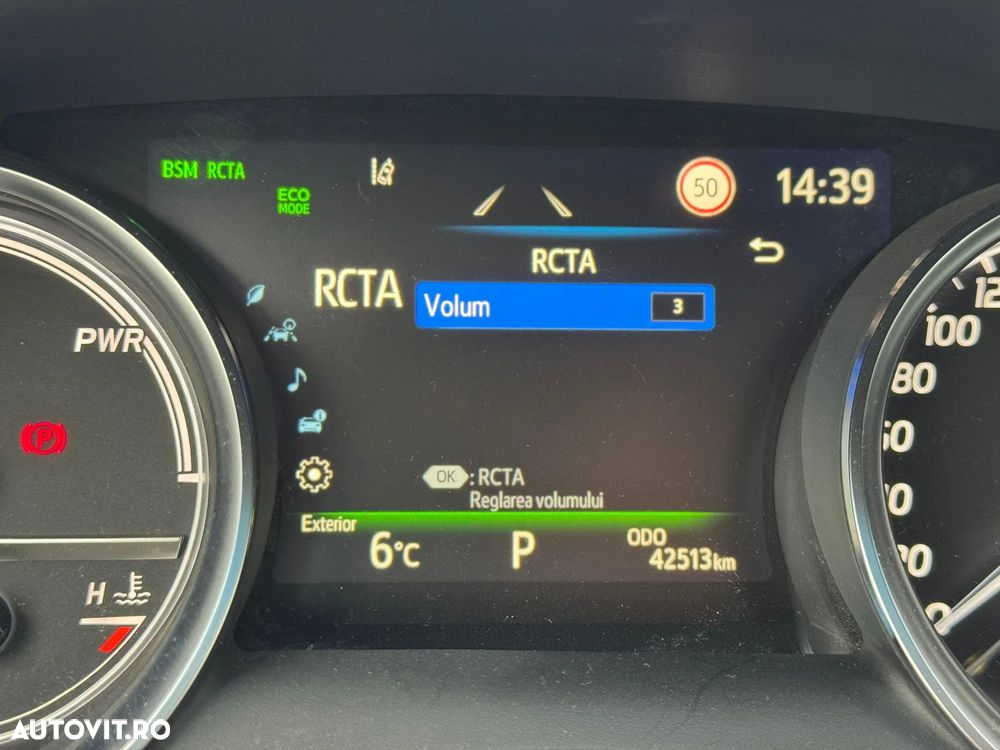 BSM RCTA
ECO
MODE
50
14:39
RCTA
RCTA
Volum 3
PWR
P
OK : RCTA
Reglarea volumului
Exterior
6°C
P
ODO
42513km
H
100
80
AUTOVIT.RO